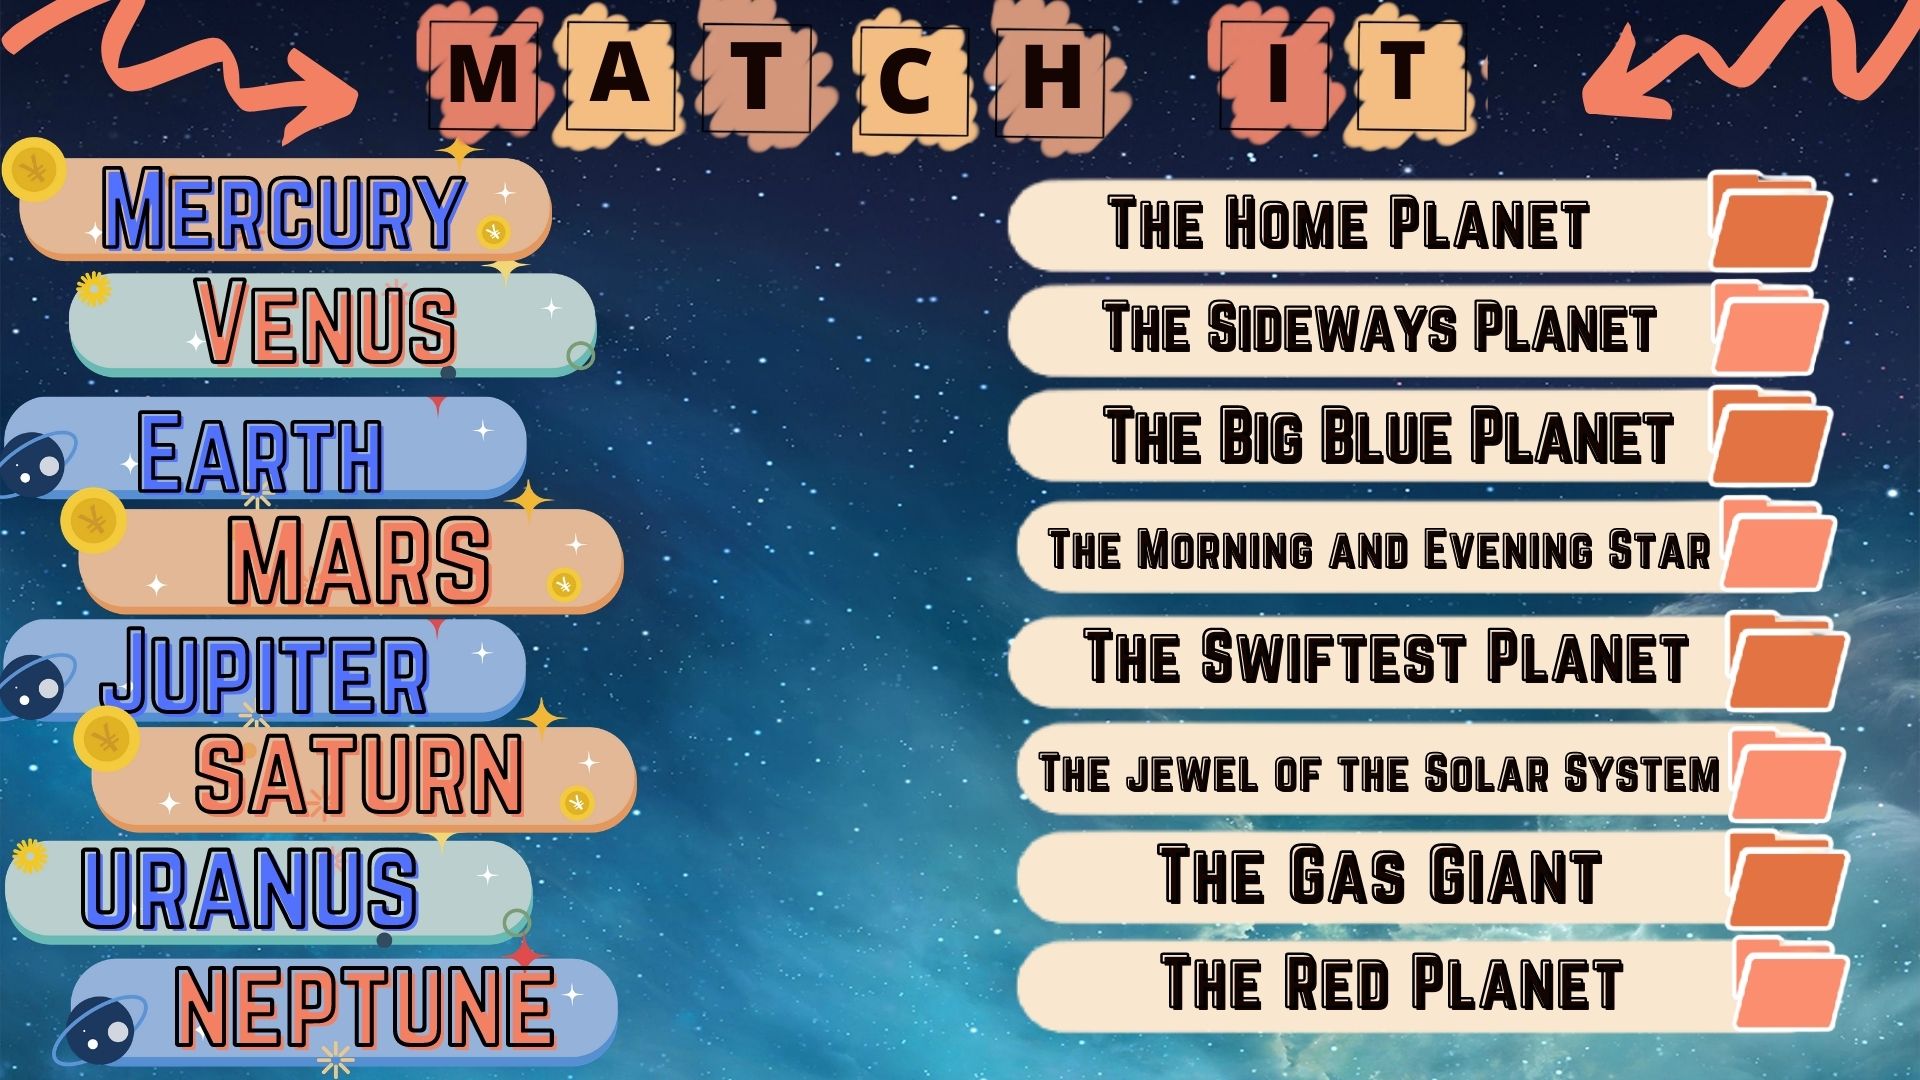 MATCH IT
MERCURY
VENUS
EARTH
MARS
JUPITER
SATURN
URANUS
NEPTUNE
THE HOME PLANET
THE SIDEWAYS PLANET
THE BIG BLUE PLANET
THE MORNING AND EVENING STAR
THE SWIFTEST PLANET
THE JEWEL OF THE SOLAR SYSTEM
THE GAS GIANT
THE RED PLANET